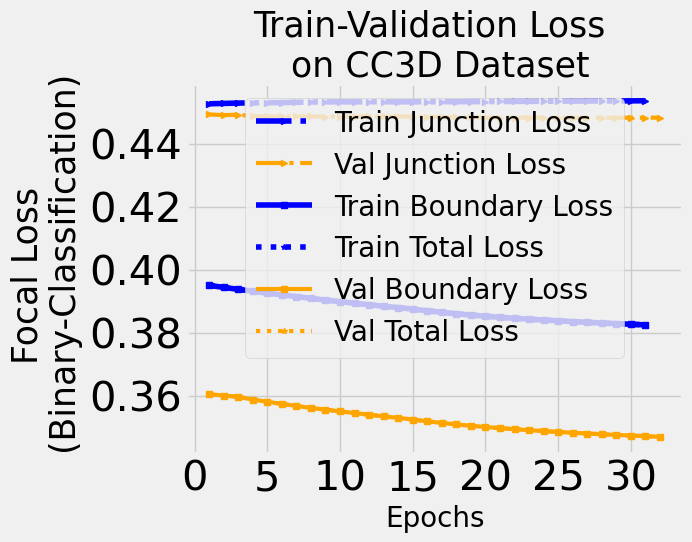 Train-Validation Loss
on CC3D Dataset
Focal Loss
(Binary-Classification)
0.44
0.42
0.40
0.38
0.36
Train Junction Loss
Val Junction Loss
Train Boundary Loss
Train Total Loss
Val Boundary Loss
Val Total Loss
0 5 10 15 20 25 30
Epochs